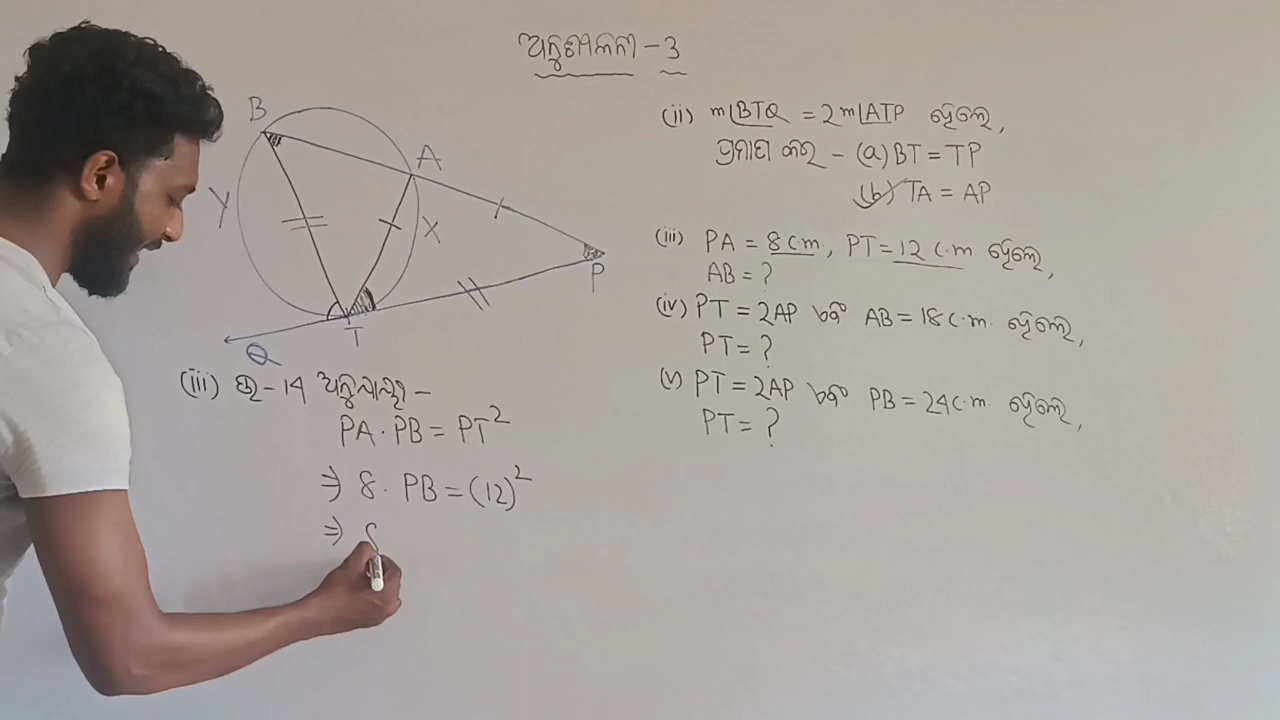 ଅନୁଶୀଳନୀ - 3
B
A
Y
X
P
T
Q
(ii) m∠BTQ = 2m∠ATP ହେଲେ,
ପ୍ରମାଣ କର - (a) BT = TP
(b) TA = AP
(iii) PA = 8 c.m., PT = 12 c.m. ହେଲେ,
AB = ?
(iv) PT = 2AP ଏବଂ AB = 18 c.m. ହେଲେ,
PT = ?
(v) PT = 2AP ଏବଂ PB = 24 c.m. ହେଲେ,
PT = ?
(iii) ଉ - 14 ଅନୁଯାୟୀ -
PA · PB = PT²
⇒ 8 · PB = (12)²
⇒